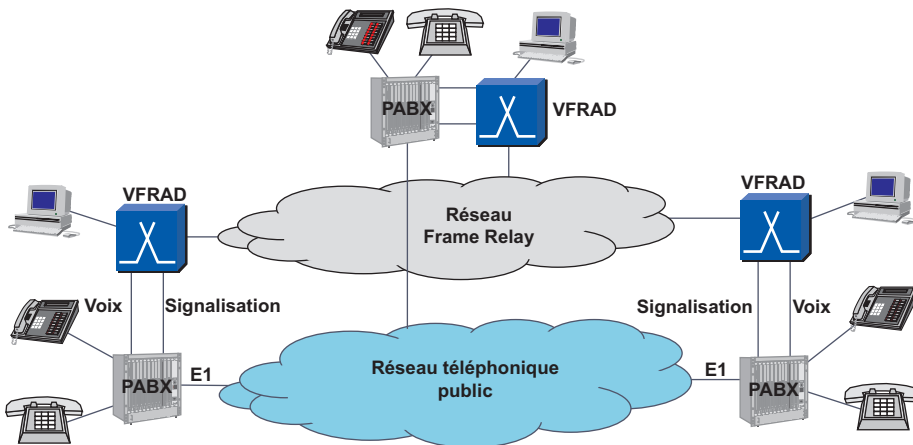 PABX
VFRAD
VFRAD
VFRAD
Réseau
Frame Relay
Voix
Signalisation
Signalisation
Voix
E1
Réseau téléphonique
public
E1
PABX
PABX